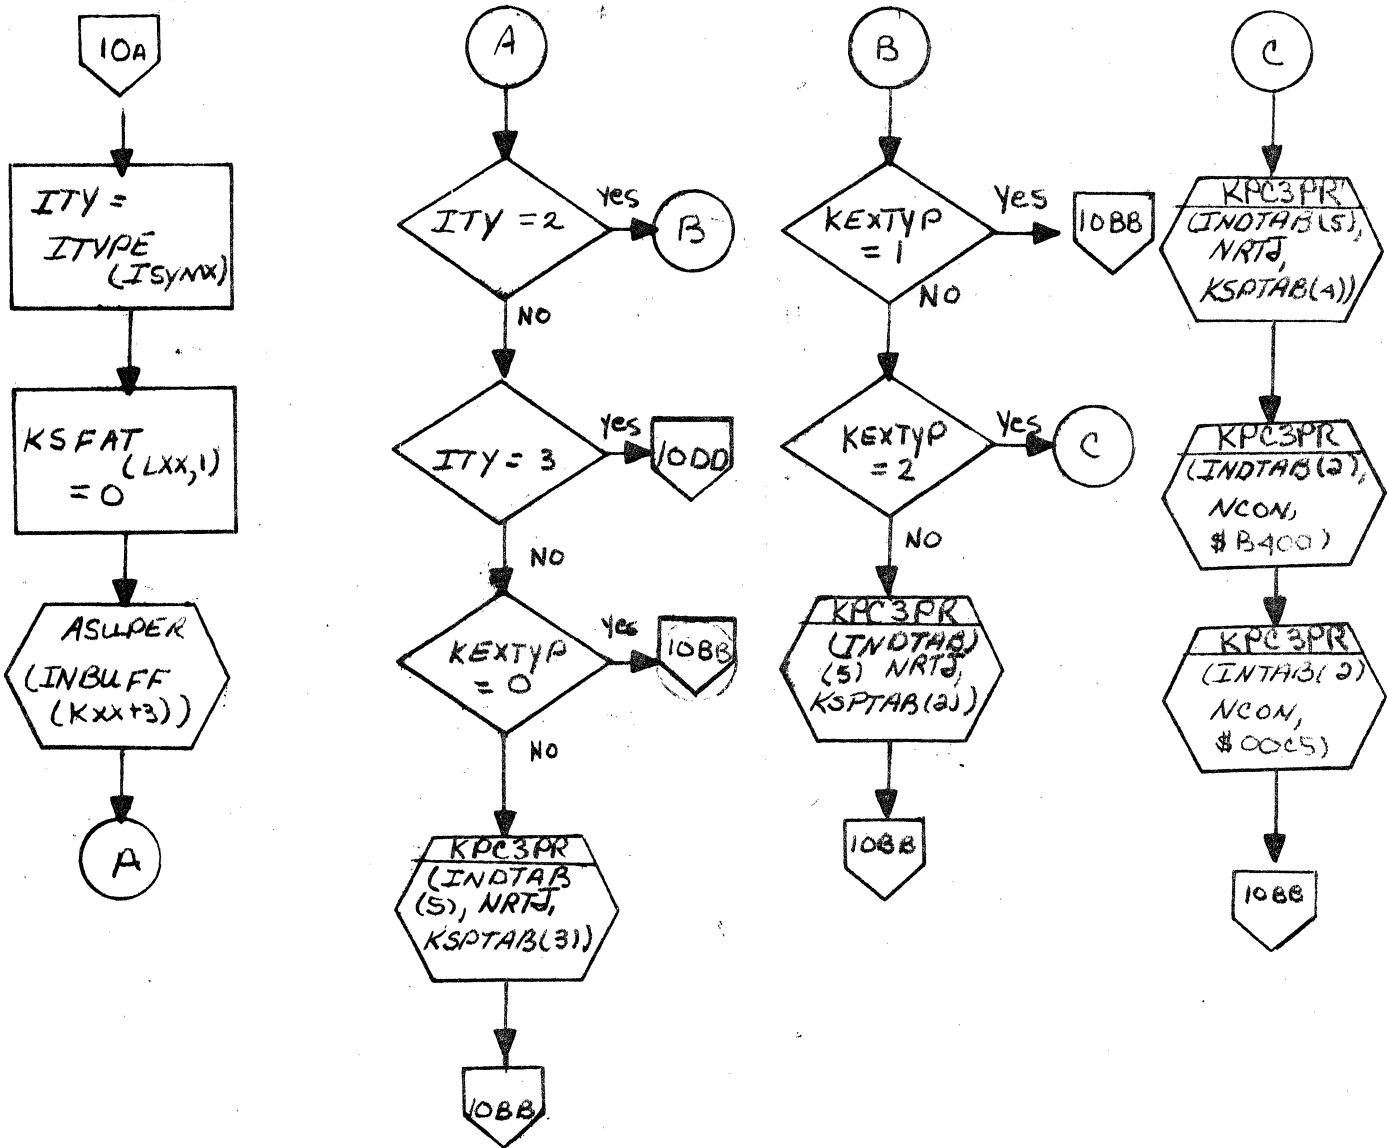 10A
ITY =
ITYPE
(ISYMX)
KSFAT
(LXX,1)
= 0
ASUPER
(INBUFF
(KXX+3))
A
A
ITY = 2
Yes
B
NO
ITY = 3
Yes
10DD
NO
KEXTYP
= 0
Yes
10BB
NO
KPC3PR
(INDTAB
(5), NRTJ,
KSPTAB(3))
10BB
B
KEXTYP
= 1
Yes
10BB
NO
KEXTYP
= 2
Yes
C
NO
KPC3PR
(INDTAB)
(5) NRTJ,
KSPTAB(2))
10BB
C
KPC3PR
(INDTAB(5),
NRTJ,
KSPTAB(4))
KPC3PR
(INDTAB(2),
NCON,
$B400)
KPC3PR
(INTAB(2)
NCON,
$00C5)
10BB